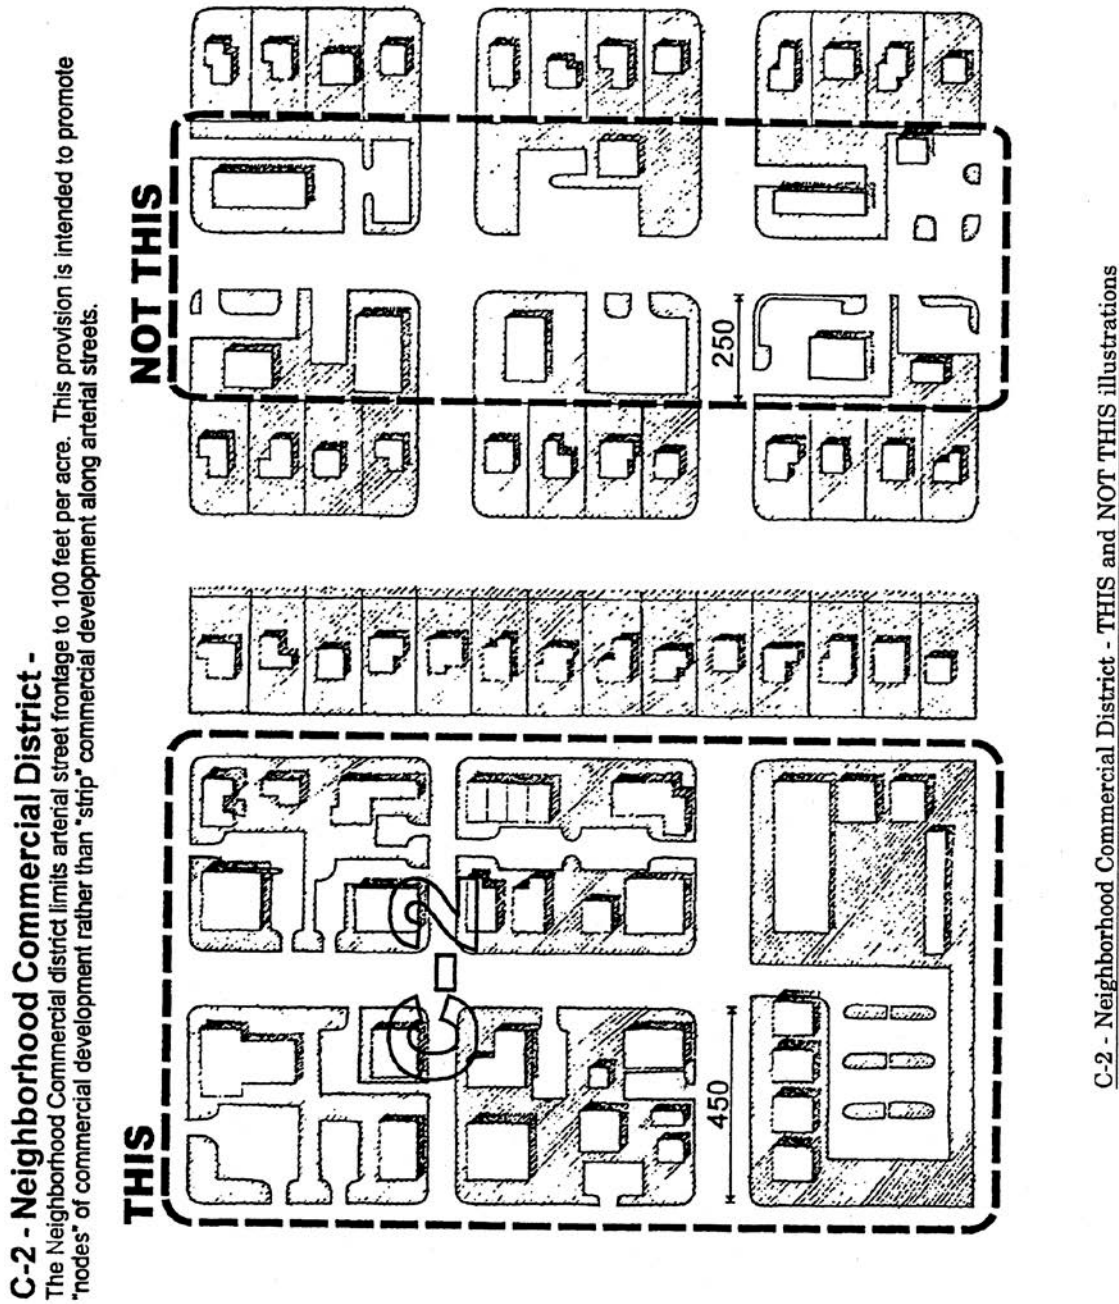 C-2 - Neighborhood Commercial District -
The Neighborhood Commercial district limits arterial street frontage to 100 feet per acre. This provision is intended to promote
"nodes" of commercial development rather than "strip" commercial development along arterial streets.
THIS
NOT THIS
C-2
450
250
C-2 - Neighborhood Commercial District - THIS and NOT THIS illustrations